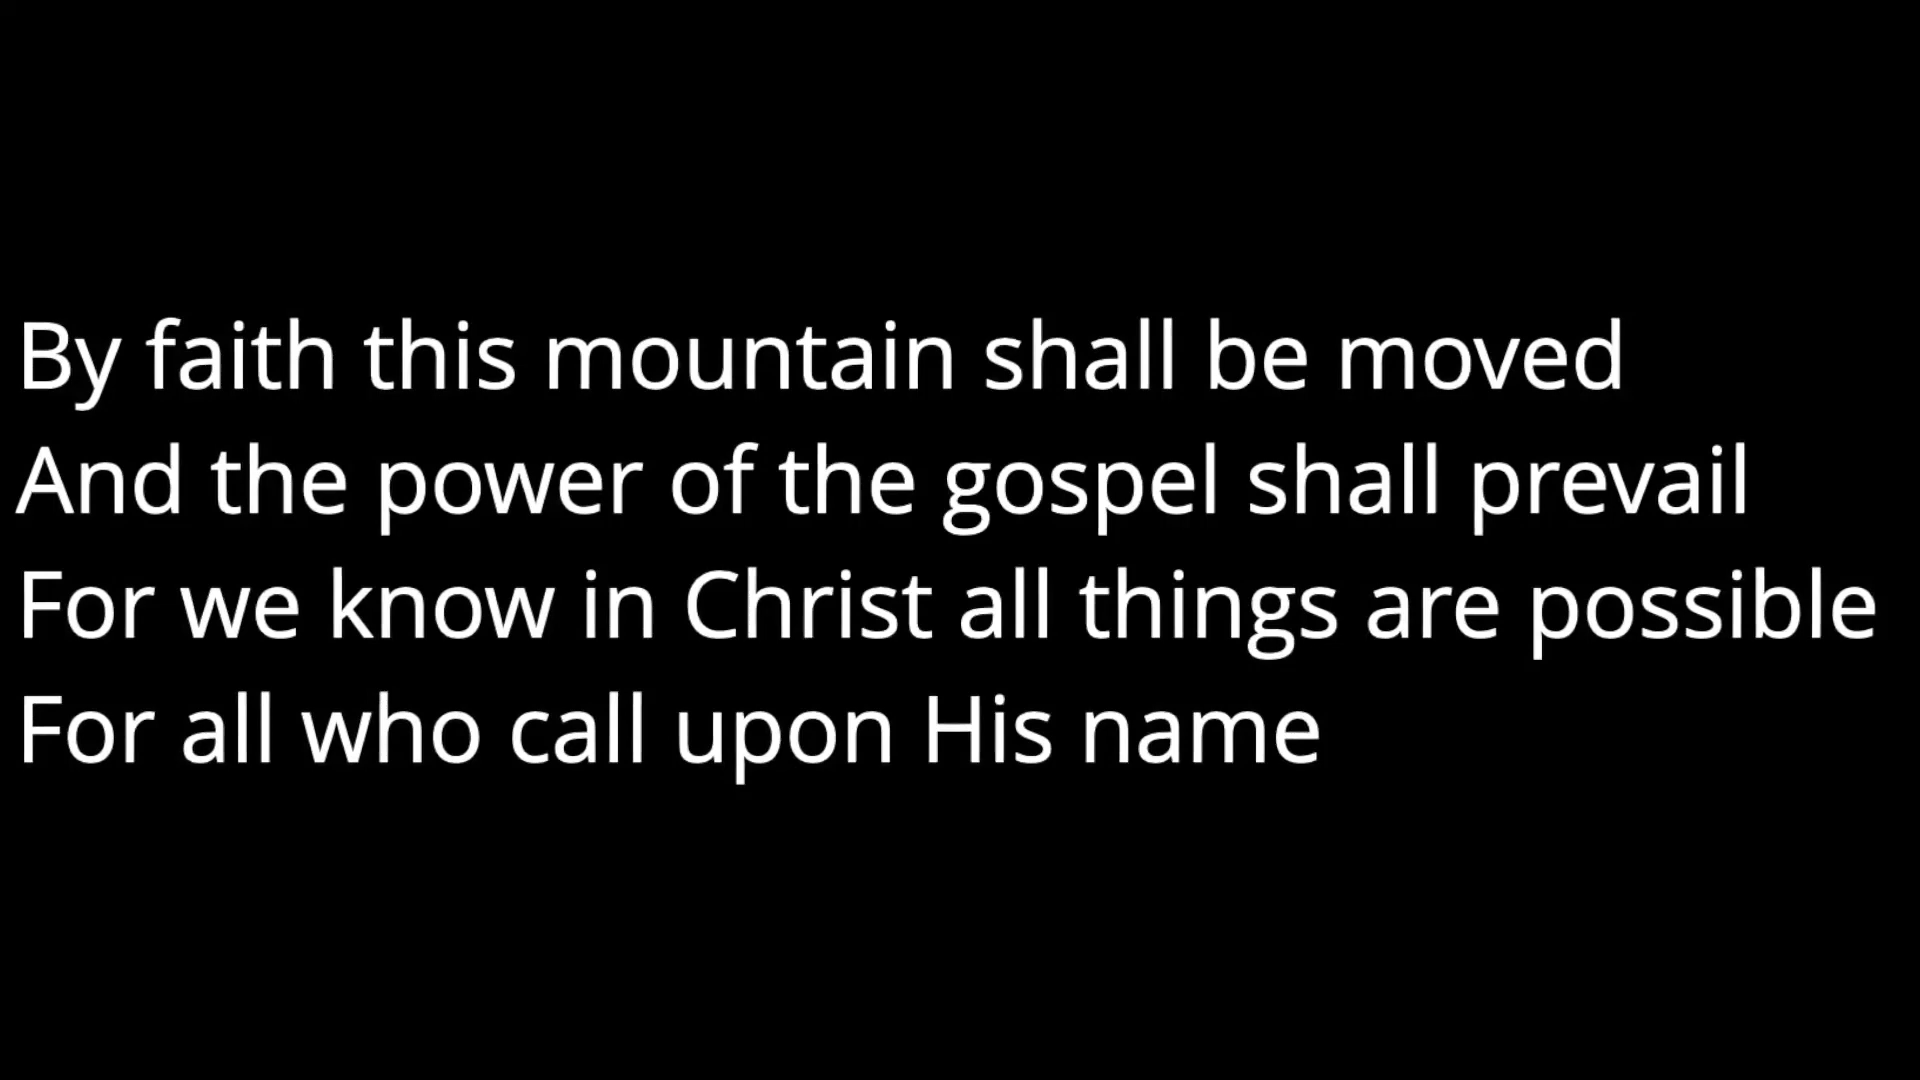 By faith this mountain shall be moved
And the power of the gospel shall prevail
For we know in Christ all things are possible
For all who call upon His name